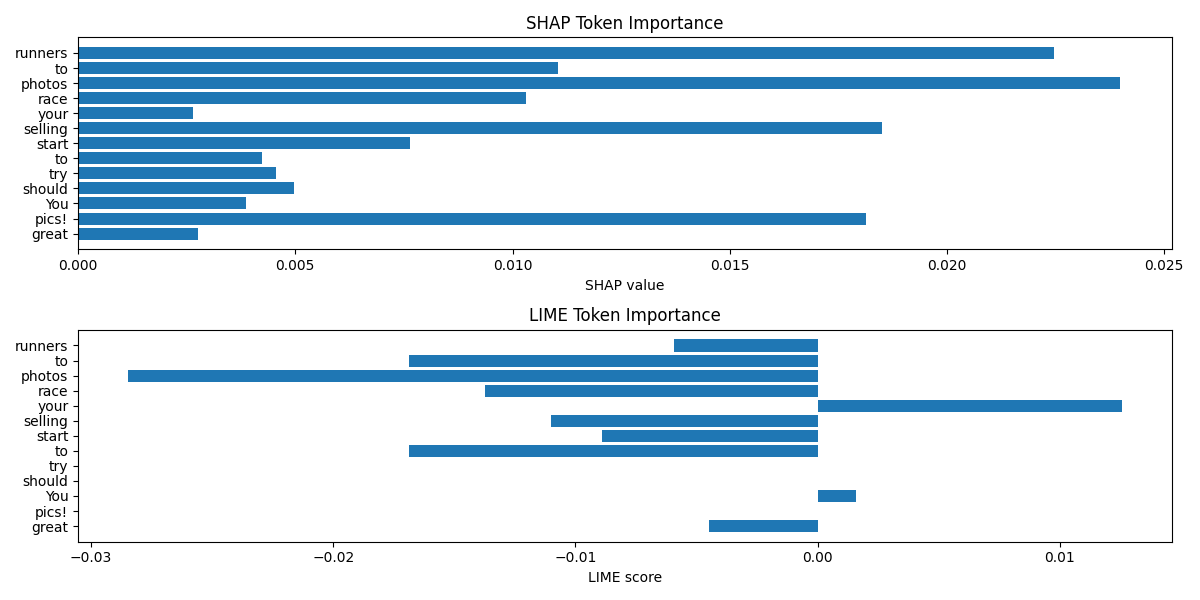 SHAP Token Importance
runners
to
photos
race
your
selling
start
to
try
should
You
pics!
great
0.000 0.005 0.010 0.015 0.020 0.025
SHAP value
LIME Token Importance
runners
to
photos
race
your
selling
start
to
try
should
You
pics!
great
−0.03 −0.02 −0.01 0.00 0.01
LIME score